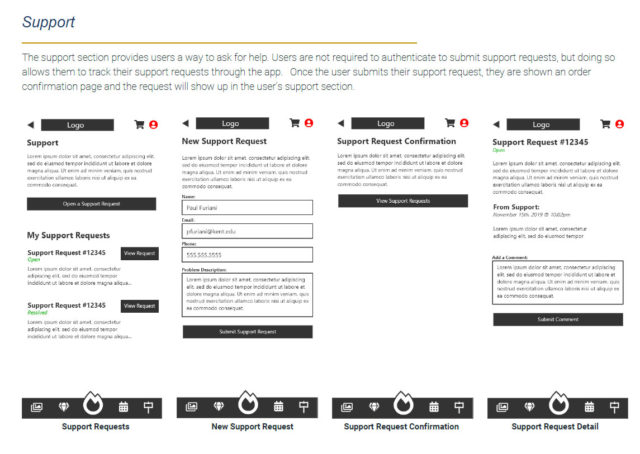 Support
The support section provides users a way to ask for help. Users are not required to authenticate to submit support requests, but doing so
allows them to track their support requests through the app. Once the user submits their support request, they are shown an order
confirmation page and the request will show up in the user's support section.
Logo
Support
Lorem ipsum dolor sit amet, consectetur adipiscing elit,
sed do eiusmod tempor incididunt ut labore et dolore
magna aliqua. Ut enim ad minim veniam, quis nostrud
exercitation ullamco laboris nisi ut aliquip ex ea
commodo consequat.
Open a Support Request
My Support Requests
Support Request #12345
View Request
Open
Lorem ipsum dolor sit amet, consectetur
adipiscing elit, sed do eiusmod tempor
incididunt ut labore et dolore magna aliqua...
Support Request #12345
View Request
Resolved
Lorem ipsum dolor sit amet, consectetur
adipiscing elit, sed do eiusmod tempor
incididunt ut labore et dolore magna aliqua...
Support Requests
Logo
New Support Request
Lorem ipsum dolor sit amet, consectetur adipiscing elit,
sed do eiusmod tempor incididunt ut labore et dolore
magna aliqua. Ut enim ad minim veniam, quis nostrud
exercitation ullamco laboris nisi ut aliquip ex ea
commodo consequat.
Name:
Paul Furiani
Email:
pfuriani@kent.edu
Phone:
555.555.5555
Problem Description:
Lorem ipsum dolor sit amet, consectetur adipiscing
elit, sed do eiusmod tempor incididunt ut labore et
dolore magna aliqua. Ut enim ad minim veniam, quis
nostrud exercitation ullamco laboris nisi ut aliquip ex
ea commodo consequat.
Submit Support Request
New Support Request
Logo
Support Request Confirmation
Lorem ipsum dolor sit amet, consectetur adipiscing elit,
sed do eiusmod tempor incididunt ut labore et dolore
magna aliqua. Ut enim ad minim veniam, quis nostrud
exercitation ullamco laboris nisi ut aliquip ex ea
commodo consequat.
View Support Requests
Support Request Confirmation
Logo
Support Request #12345
Open
Lorem ipsum dolor sit amet, consectetur adipiscing elit,
sed do eiusmod tempor incididunt ut labore et dolore
magna aliqua. Ut enim ad minim veniam, quis nostrud
exercitation ullamco laboris nisi ut aliquip ex ea
commodo consequat.
From Support:
November 15th, 2019 @ 10:02pm
Lorem ipsum dolor sit amet, consectetur
adipiscing elit, sed do eiusmod tempor
Add a Comment:
Lorem ipsum dolor sit amet, consectetur adipiscing
elit, sed do eiusmod tempor incididunt ut labore et
dolore magna aliqua. Ut enim ad minim veniam, quis
nostrud exercitation ullamco laboris nisi ut aliquip ex
ea commodo consequat.
Submit Comment
Support Request Detail